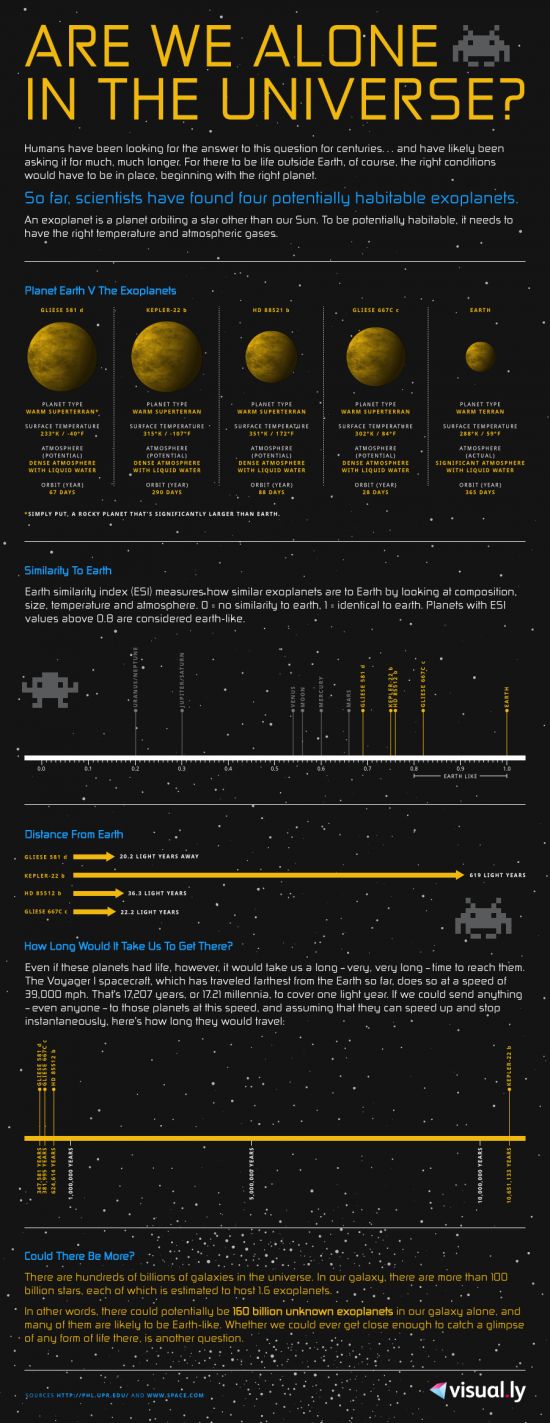 ARE WE ALONE
IN THE UNIVERSE?
Humans have been looking for the answer to this question for centuries... and have likely been
asking it for much, much longer. For there to be life outside Earth, of course, the right conditions
would have to be in place, beginning with the right planet.
So far, scientists have found four potentially habitable exoplanets.
An exoplanet is a planet orbiting a star other than our Sun. To be potentially habitable, it needs to
have the right temperature and atmospheric gases.
Planet Earth V The Exoplanets
GLIESE 581 d
PLANET TYPE
WARM SUPERTERRAN*
SURFACE TEMPERATURE
233°K / -40°F
ATMOSPHERE
(POTENTIAL)
DENSE ATMOSPHERE
WITH LIQUID WATER
ORBIT (YEAR)
67 DAYS
KEPLER-22 b
PLANET TYPE
WARM SUPERTERRAN
SURFACE TEMPERATURE
315°K / -107°F
ATMOSPHERE
(POTENTIAL)
DENSE ATMOSPHERE
WITH LIQUID WATER
ORBIT (YEAR)
290 DAYS
HD 88521 b
PLANET TYPE
WARM SUPERTERRAN
SURFACE TEMPERATURE
351°K / 172°F
ATMOSPHERE
(POTENTIAL)
DENSE ATMOSPHERE
WITH LIQUID WATER
ORBIT (YEAR)
88 DAYS
GLIESE 667C c
PLANET TYPE
WARM SUPERTERRAN
SURFACE TEMPERATURE
302°K / 84°F
ATMOSPHERE
(POTENTIAL)
DENSE ATMOSPHERE
WITH LIQUID WATER
ORBIT (YEAR)
28 DAYS
EARTH
PLANET TYPE
WARM TERRAN
SURFACE TEMPERATURE
288°K / 59°F
ATMOSPHERE
(ACTUAL)
SIGNIFICANT ATMOSPHERE
WITH LIQUID WATER
ORBIT (YEAR)
365 DAYS
*SIMPLY PUT, A ROCKY PLANET THAT'S SIGNIFICANTLY LARGER THAN EARTH.
Similarity To Earth
Earth similarity index (ESI) measures how similar exoplanets are to Earth by looking at composition,
size, temperature and atmosphere. 0 = no similarity to earth, 1 = identical to earth. Planets with ESI
values above 0.8 are considered earth-like.
URANUS/NEPTUNE
JUPITER/SATURN
VENUS
MOON
MERCURY
MARS
GLIESE 581 d
KEPLER-22 b
HD 85512 b
GLIESE 667C c
EARTH
0.0 0.1 0.2 0.3 0.4 0.5 0.6 0.7 0.8 0.9 1.0
EARTH LIKE
Distance From Earth
GLIESE 581 d 20.2 LIGHT YEARS AWAY
KEPLER-22 b 619 LIGHT YEARS
HD 85512 b 36.3 LIGHT YEARS
GLIESE 667C c 22.2 LIGHT YEARS
How Long Would It Take Us To Get There?
Even if these planets had life, however, it would take us a long – very, very long – time to reach them.
The Voyager 1 spacecraft, which has traveled farthest from the Earth so far, does so at a speed of
39,000 mph. That's 17,207 years, or 17.21 millennia, to cover one light year. If we could send anything
– even anyone – to those planets at this speed, and assuming that they can speed up and stop
instantaneously, here's how long they would travel:
GLIESE 581 d
GLIESE 667C c
HD 85512 b
KEPLER-22 b
347,581 YEARS
381,995 YEARS
624,614 YEARS
1,000,000 YEARS
5,000,000 YEARS
10,000,000 YEARS
10,651,133 YEARS
Could There Be More?
There are hundreds of billions of galaxies in the universe. In our galaxy, there are more than 100
billion stars, each of which is estimated to host 1.6 exoplanets.
In other words, there could potentially be 160 billion unknown exoplanets in our galaxy alone, and
many of them are likely to be Earth-like. Whether we could ever get close enough to catch a glimpse
of any form of life there, is another question.
SOURCES HTTP://PHL.UPR.EDU/ AND WWW.SPACE.COM
visual.ly